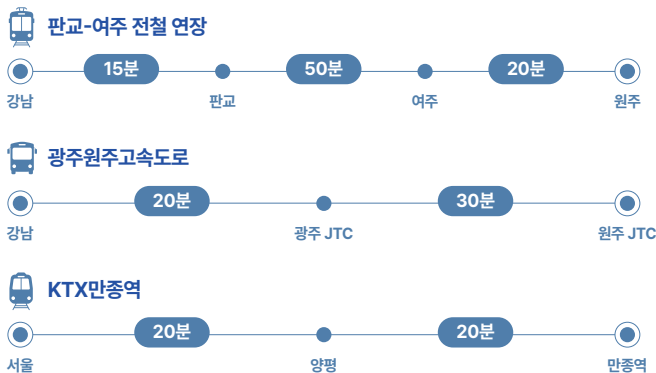 판교-여주 전철 연장
15분 50분 20분
강남 판교 여주 원주
광주원주고속도로
20분 30분
강남 광주 JTC 원주 JTC
KTX만종역
20분 20분
서울 양평 만종역